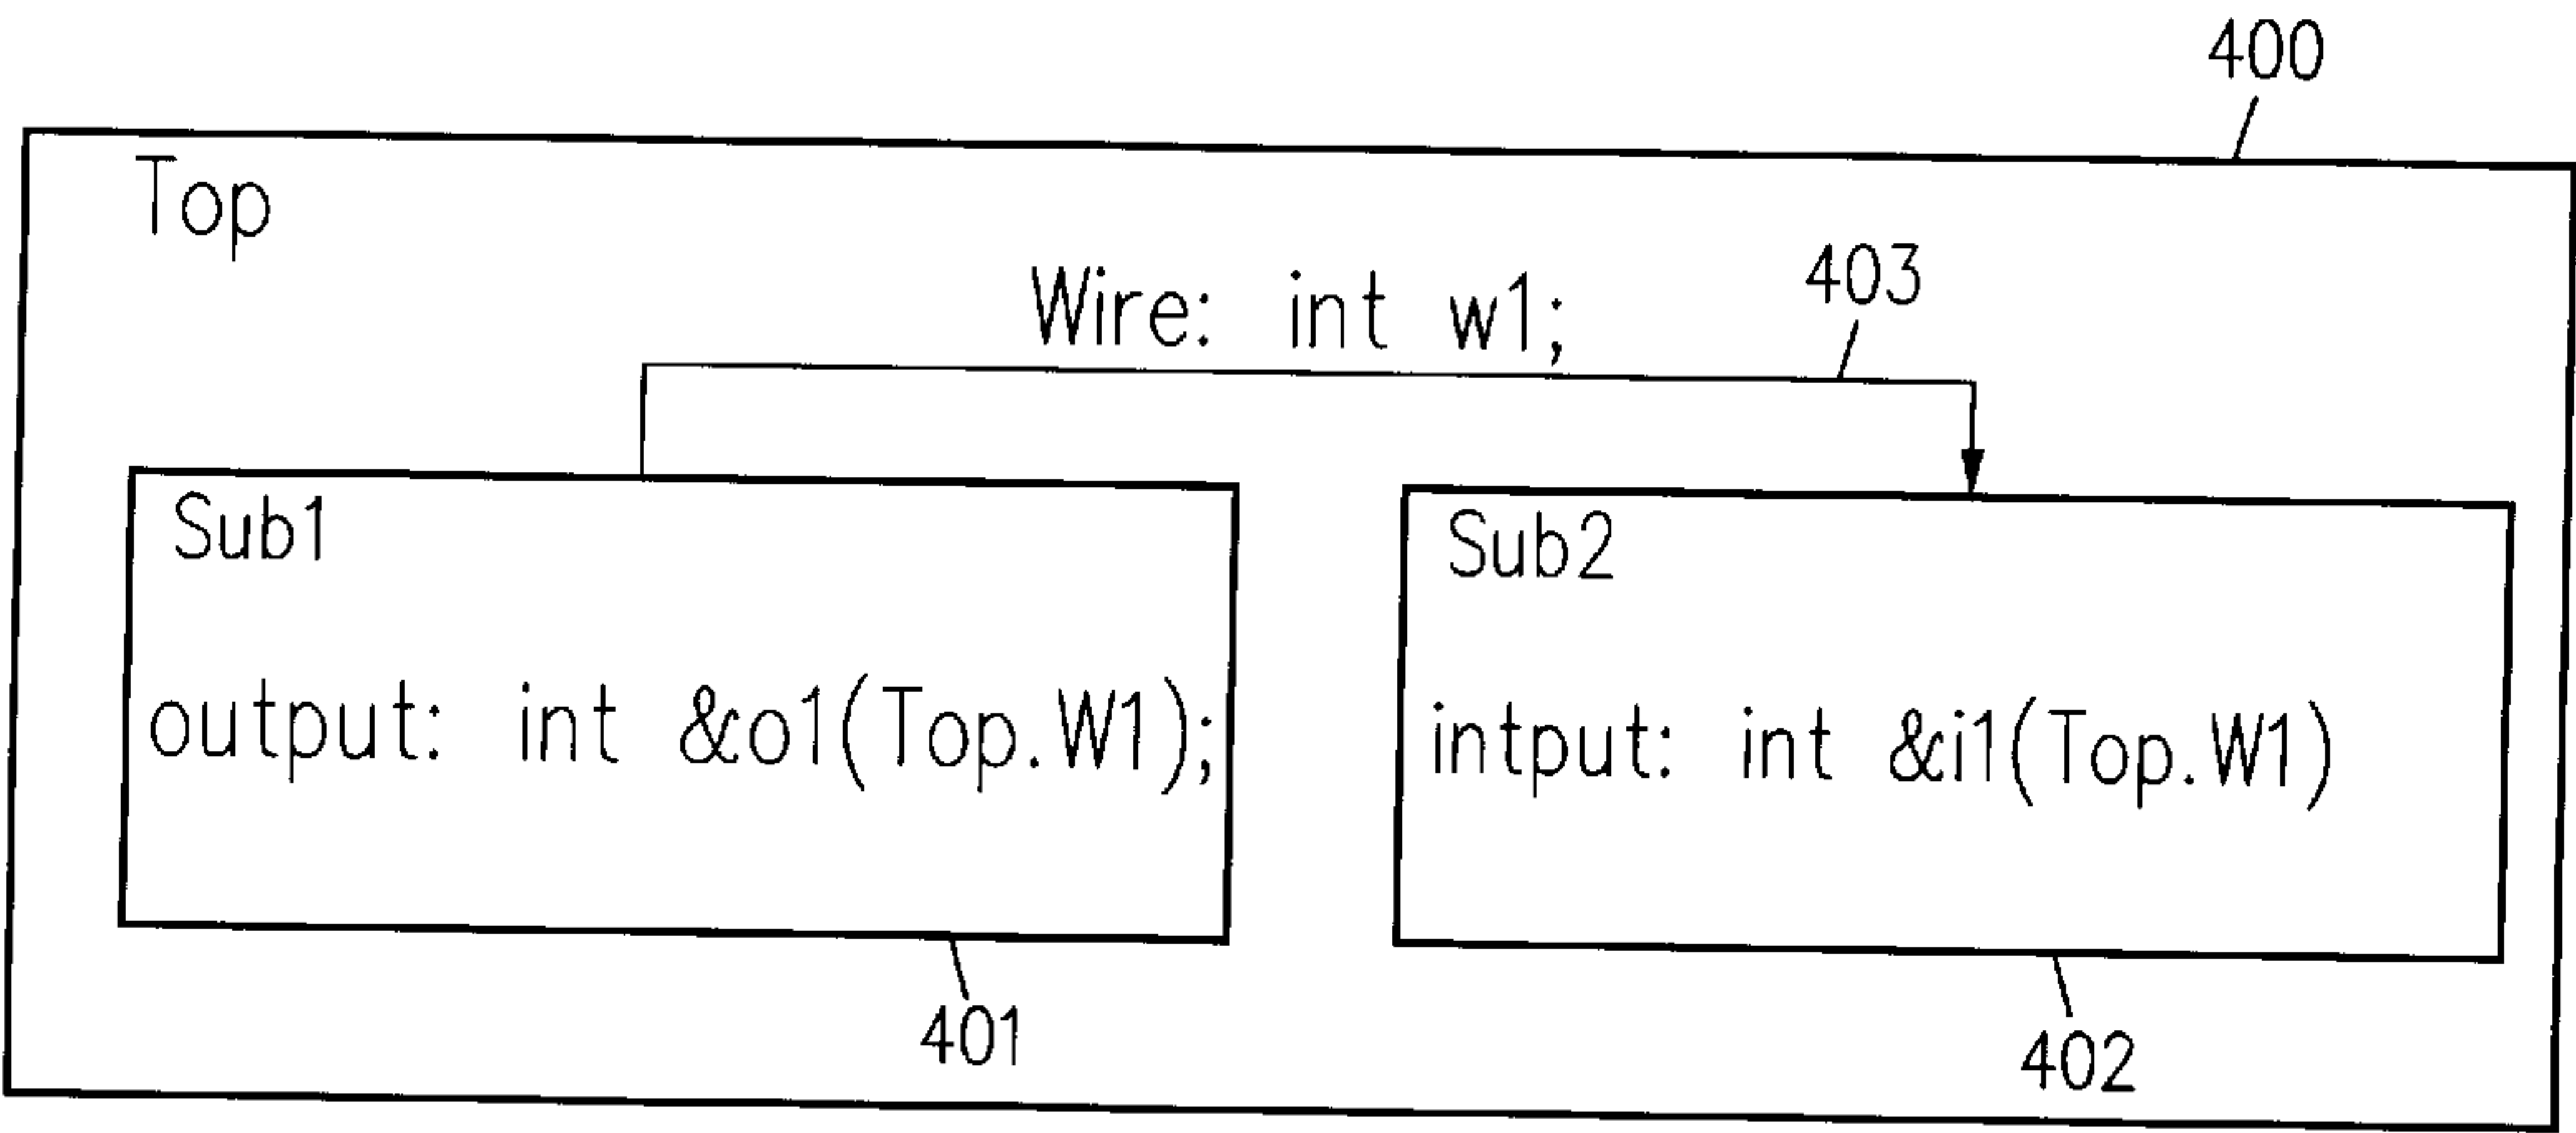 400
Top
Wire: int w1;
403
Sub1
output: int &o1(Top.W1);
Sub2
intput: int &i1(Top.W1)
401
402